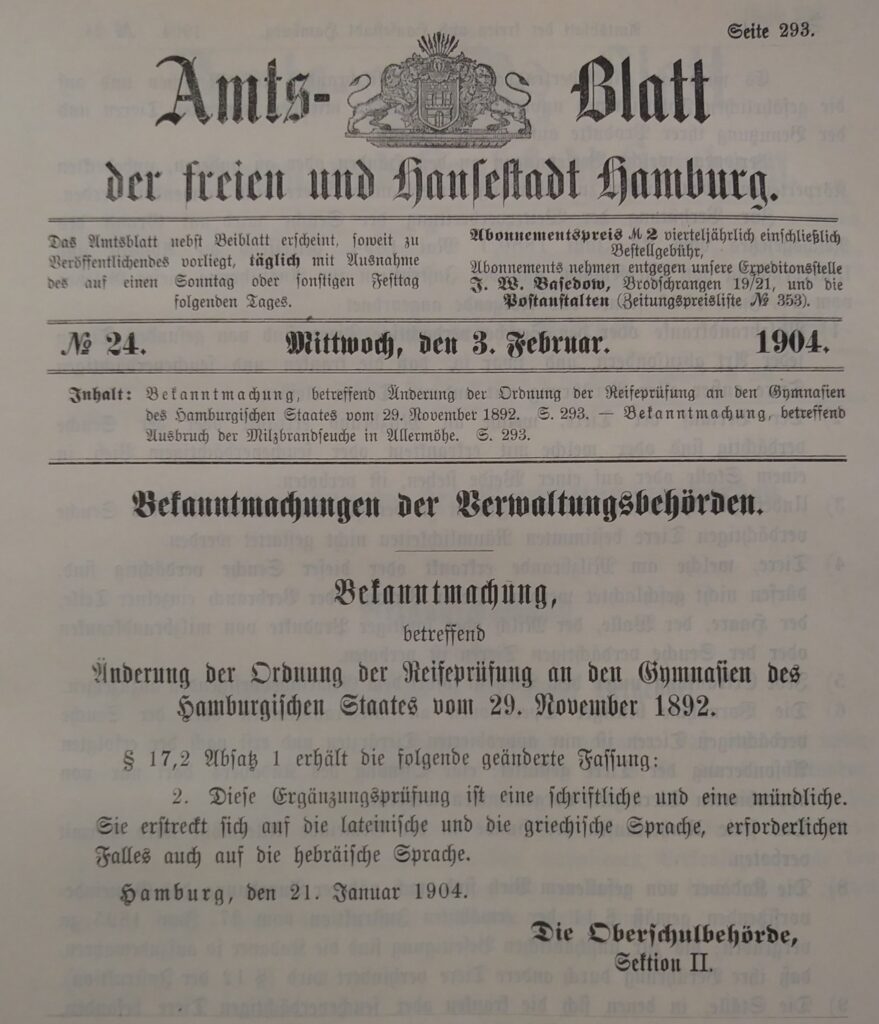 Seite 293.
Amts- Blatt
der freien und Hansestadt Hamburg.
Das Amtsblatt nebst Beiblatt erscheint, soweit zu
Veröffentlichendes vorliegt, täglich mit Ausnahme
des auf einen Sonntag oder sonstigen Festtag
folgenden Tages.
Abonnementspreis M 2 vierteljährlich einschließlich
Bestellgebühr,
Abonnements nehmen entgegen unsere Expeditonsstelle
J. W. Basedow, Brodschrangen 19/21, und die
Postanstalten (Zeitungspreisliste № 353).
№ 24. Mittwoch, den 3. Februar. 1904.
Inhalt: Bekanntmachung, betreffend Änderung der Ordnung der Reifeprüfung an den Gymnasien
des Hamburgischen Staates vom 29. November 1892. S. 293. — Bekanntmachung, betreffend
Ausbruch der Milzbrandseuche in Allermöhe. S. 293.
Bekanntmachungen der Verwaltungsbehörden.
Bekanntmachung,
betreffend
Änderung der Ordnung der Reifeprüfung an den Gymnasien des
Hamburgischen Staates vom 29. November 1892.
§ 17,2 Absatz 1 erhält die folgende geänderte Fassung:
2. Diese Ergänzungsprüfung ist eine schriftliche und eine mündliche.
Sie erstreckt sich auf die lateinische und die griechische Sprache, erforderlichen
Falles auch auf die hebräische Sprache.
Hamburg, den 21. Januar 1904.
Die Oberschulbehörde,
Sektion II.